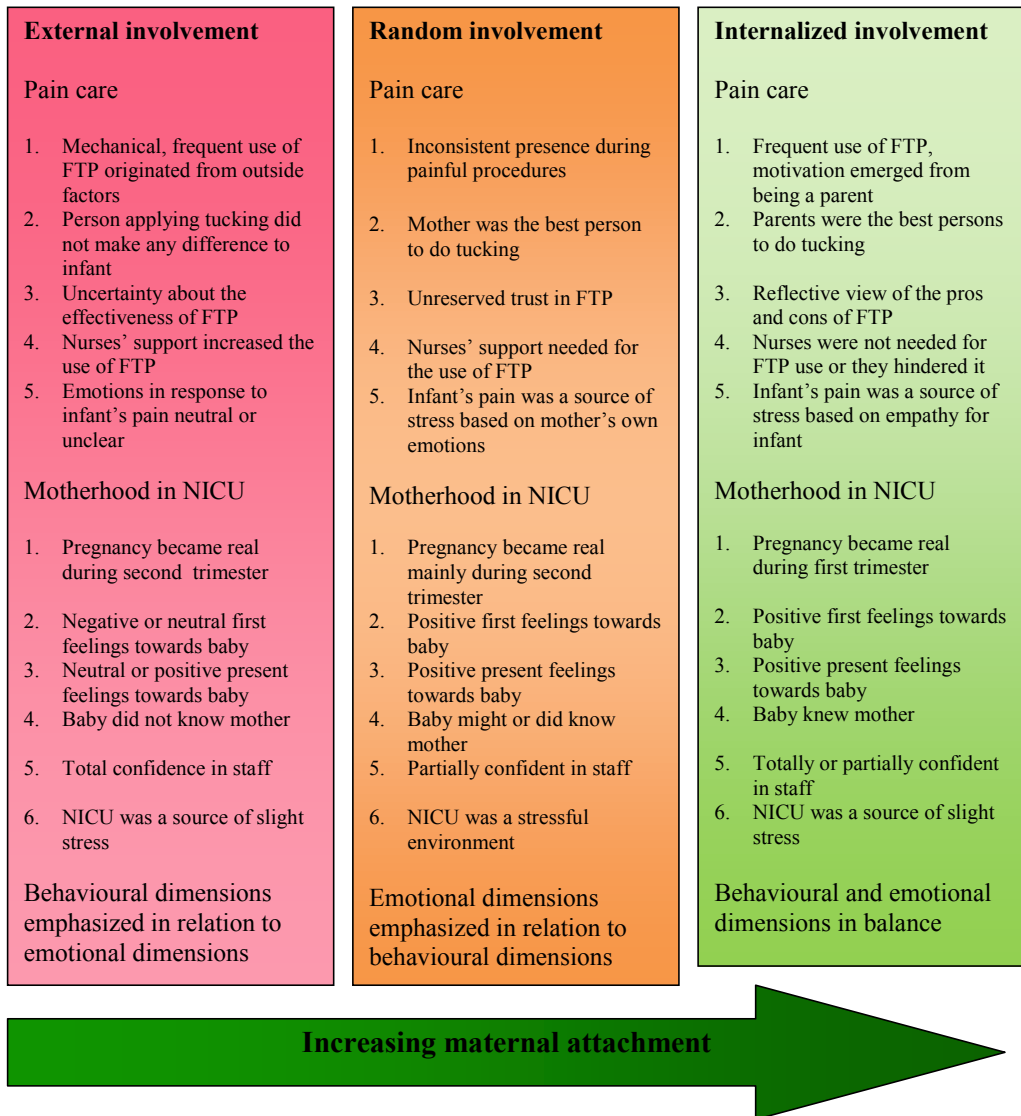 External involvement
Pain care
1. Mechanical, frequent use of
FTP originated from outside
factors
2. Person applying tucking did
not make any difference to
infant
3. Uncertainty about the
effectiveness of FTP
4. Nurses' support increased the
use of FTP
5. Emotions in response to
infant's pain neutral or
unclear
Motherhood in NICU
1. Pregnancy became real
during second trimester
2. Negative or neutral first
feelings towards baby
3. Neutral or positive present
feelings towards baby
4. Baby did not know mother
5. Total confidence in staff
6. NICU was a source of slight
stress
Behavioural dimensions
emphasized in relation to
emotional dimensions
Random involvement
Pain care
1. Inconsistent presence during
painful procedures
2. Mother was the best person
to do tucking
3. Unreserved trust in FTP
4. Nurses' support needed for
the use of FTP
5. Infant's pain was a source of
stress based on mother's own
emotions
Motherhood in NICU
1. Pregnancy became real
mainly during second
trimester
2. Positive first feelings towards
baby
3. Positive present feelings
towards baby
4. Baby might or did know
mother
5. Partially confident in staff
6. NICU was a stressful
environment
Emotional dimensions
emphasized in relation to
behavioural dimensions
Internalized involvement
Pain care
1. Frequent use of FTP,
motivation emerged from
being a parent
2. Parents were the best persons
to do tucking
3. Reflective view of the pros
and cons of FTP
4. Nurses were not needed for
FTP use or they hindered it
5. Infant's pain was a source of
stress based on empathy for
infant
Motherhood in NICU
1. Pregnancy became real
during first trimester
2. Positive first feelings towards
baby
3. Positive present feelings
towards baby
4. Baby knew mother
5. Totally or partially confident
in staff
6. NICU was a source of slight
stress
Behavioural and emotional
dimensions in balance
Increasing maternal attachment